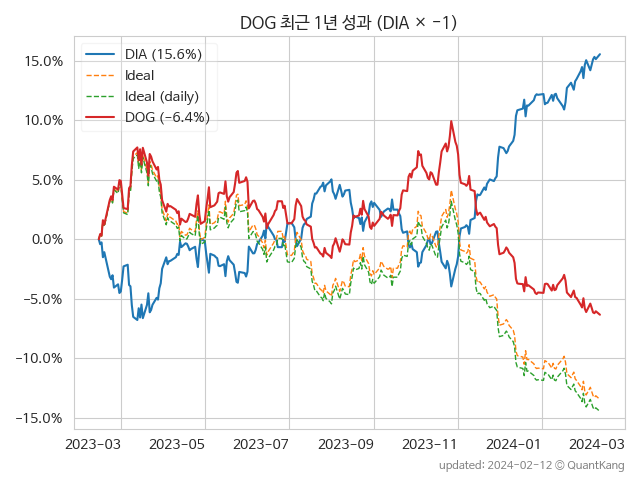 DOG 최근 1년 성과 (DIA × −1)
DIA (15.6%)
Ideal
Ideal (daily)
DOG (−6.4%)
15.0%
10.0%
5.0%
0.0%
−5.0%
−10.0%
−15.0%
2023-03 2023-05 2023-07 2023-09 2023-11 2024-01 2024-03
updated: 2024-02-12 © QuantKang